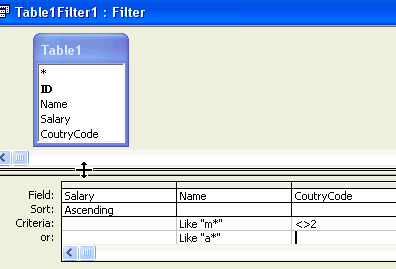 Table1Filter1 : Filter
Table1
*
ID
Name
Salary
CoutryCode
Field: Salary Name CoutryCode
Sort: Ascending
Criteria: Like "m*" <>2
or: Like "a*"